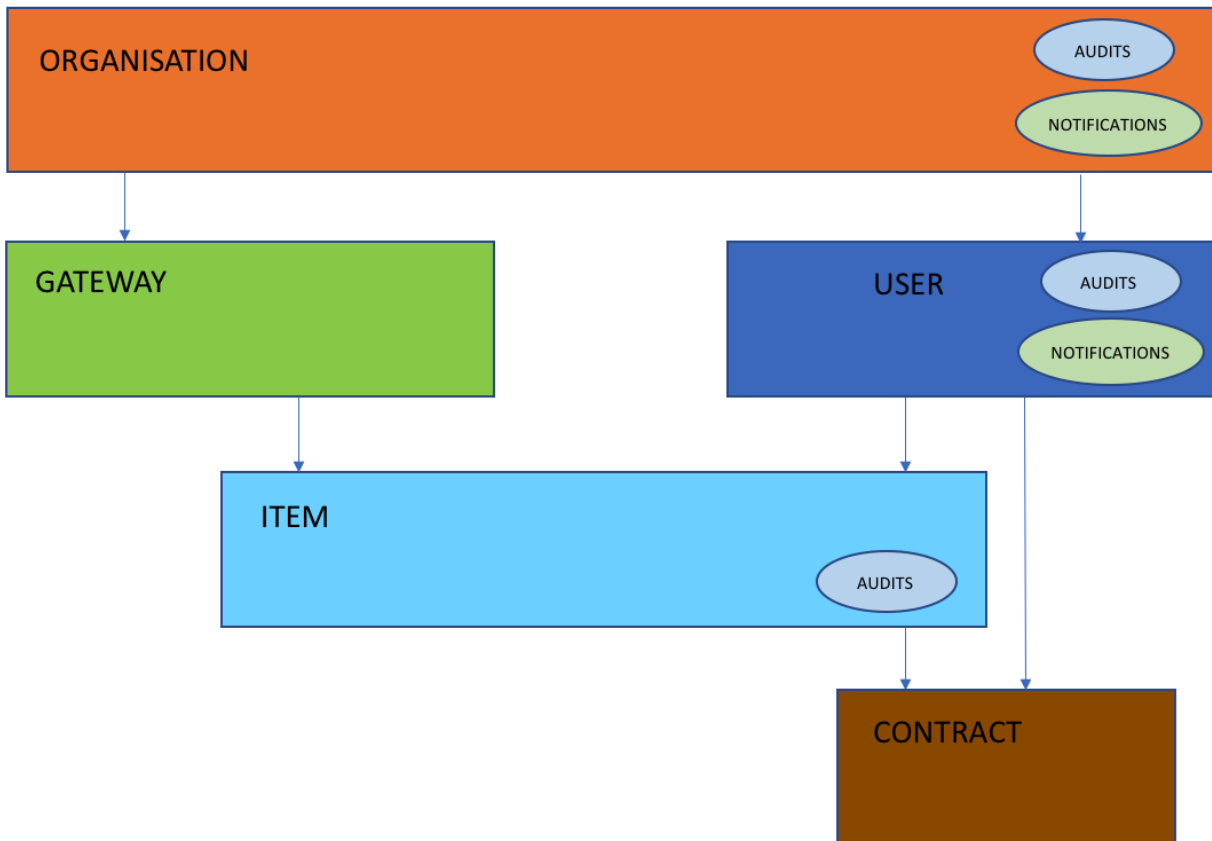 ORGANISATION
AUDITS
NOTIFICATIONS
GATEWAY
USER
AUDITS
NOTIFICATIONS
ITEM
AUDITS
CONTRACT